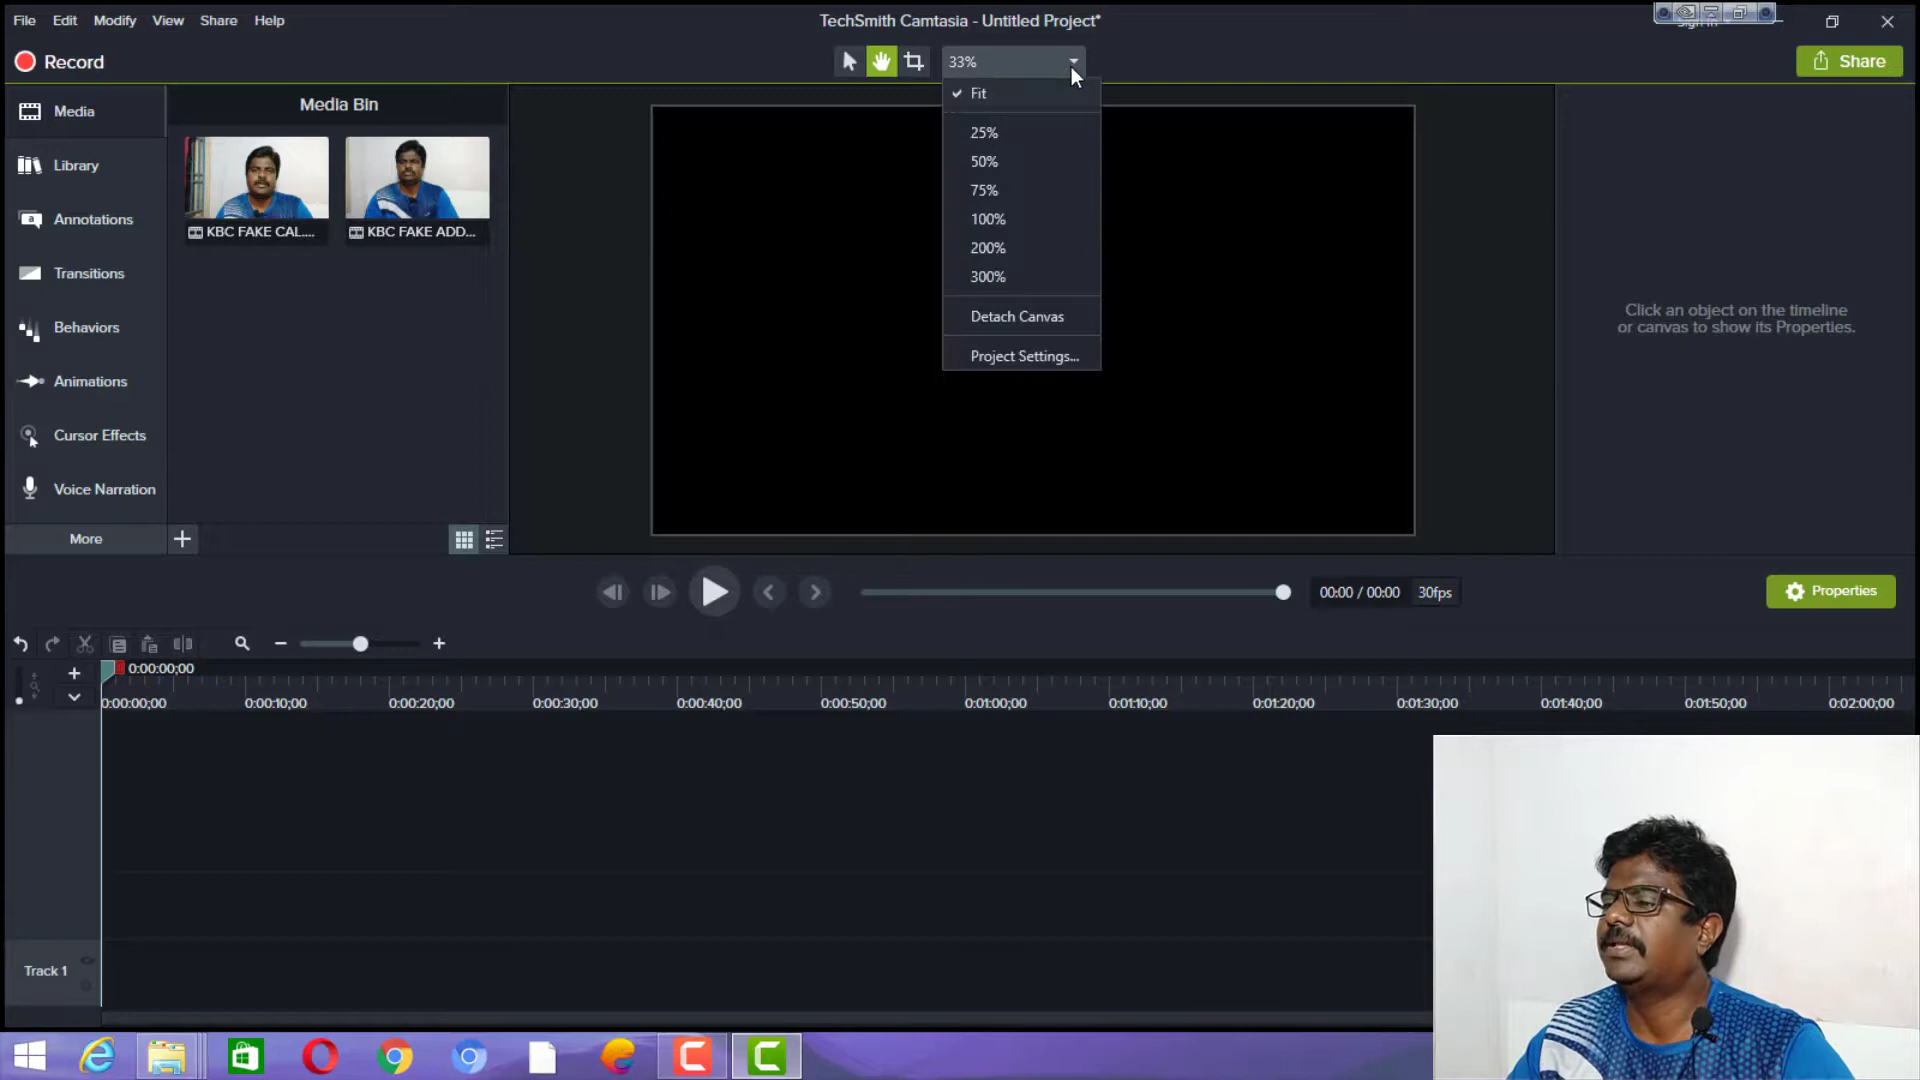 File Edit Modify View Share Help
TechSmith Camtasia - Untitled Project*
Record
33%
Share
Fit
25%
50%
75%
100%
200%
300%
Detach Canvas
Project Settings...
Media
Library
Annotations
Transitions
Behaviors
Animations
Cursor Effects
Voice Narration
More
Media Bin
KBC FAKE CAL....
KBC FAKE ADD...
Click an object on the timeline
or canvas to show its Properties.
00:00 / 00:00 30fps
Properties
0:00:00;00
0:00:00;00 0:00:10;00 0:00:20;00 0:00:30;00 0:00:40;00 0:00:50;00 0:01:00;00 0:01:10;00 0:01:20;00 0:01:30;00 0:01:40;00 0:01:50;00 0:02:00;00
Track 1